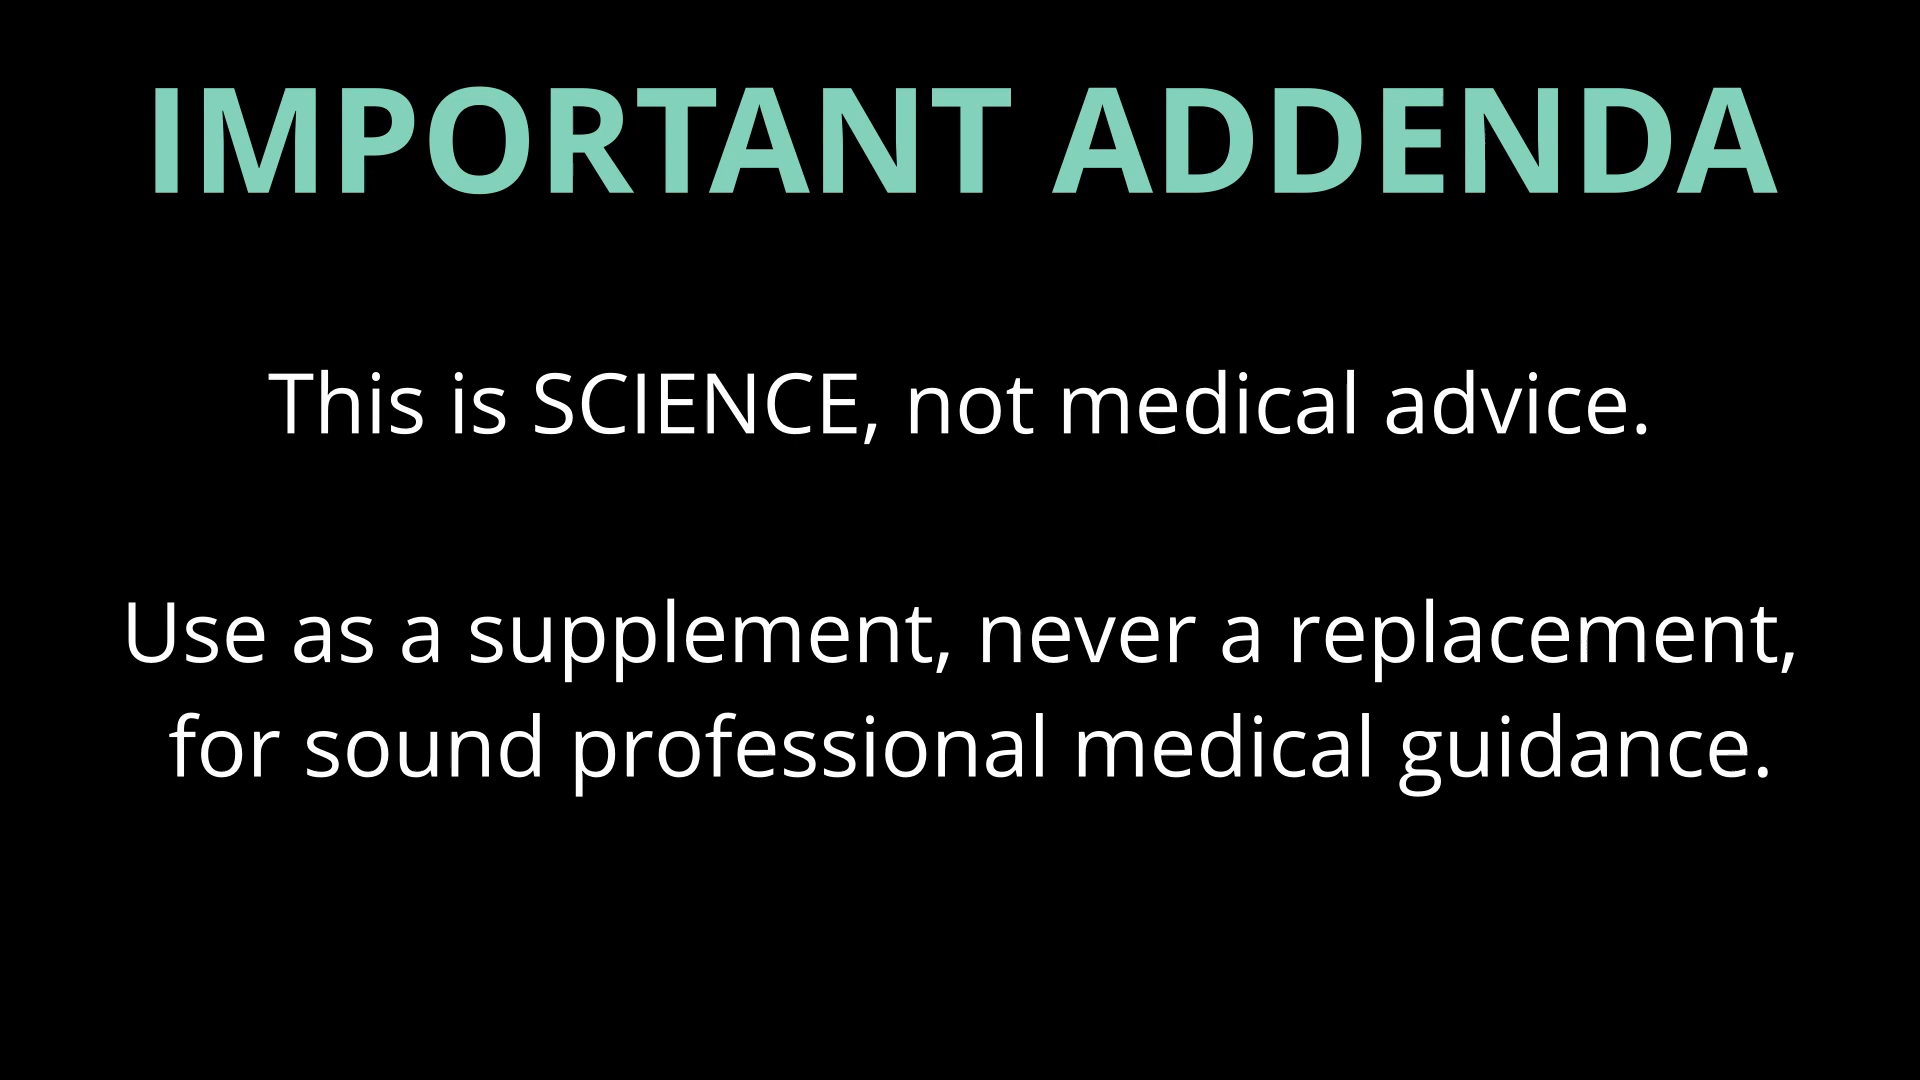 IMPORTANT ADDENDA
This is SCIENCE, not medical advice.
Use as a supplement, never a replacement,
for sound professional medical guidance.